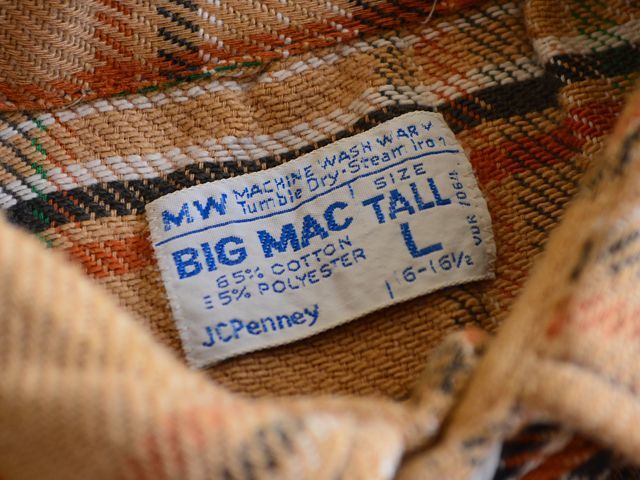 MW MACHINE WASH WARM
Tumble Dry-Steam Iron
BIG MAC
SIZE
TALL
L
65% COTTON
35% POLYESTER
16-16½
JCPenney